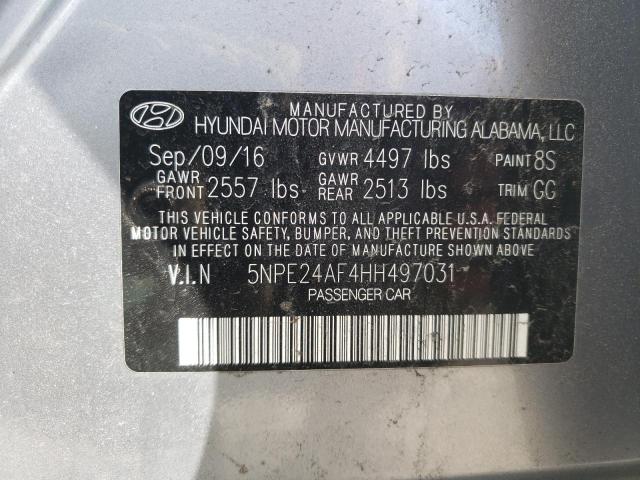 MANUFACTURED BY
HYUNDAI MOTOR MANUFACTURING ALABAMA, LLC
Sep/09/16 GVWR 4497 lbs PAINT 8S
GAWR FRONT 2557 lbs GAWR REAR 2513 lbs TRIM GG
THIS VEHICLE CONFORMS TO ALL APPLICABLE U.S.A. FEDERAL
MOTOR VEHICLE SAFETY, BUMPER, AND THEFT PREVENTION STANDARDS
IN EFFECT ON THE DATE OF MANUFACTURE SHOWN ABOVE.
V.I.N 5NPE24AF4HH497031
PASSENGER CAR